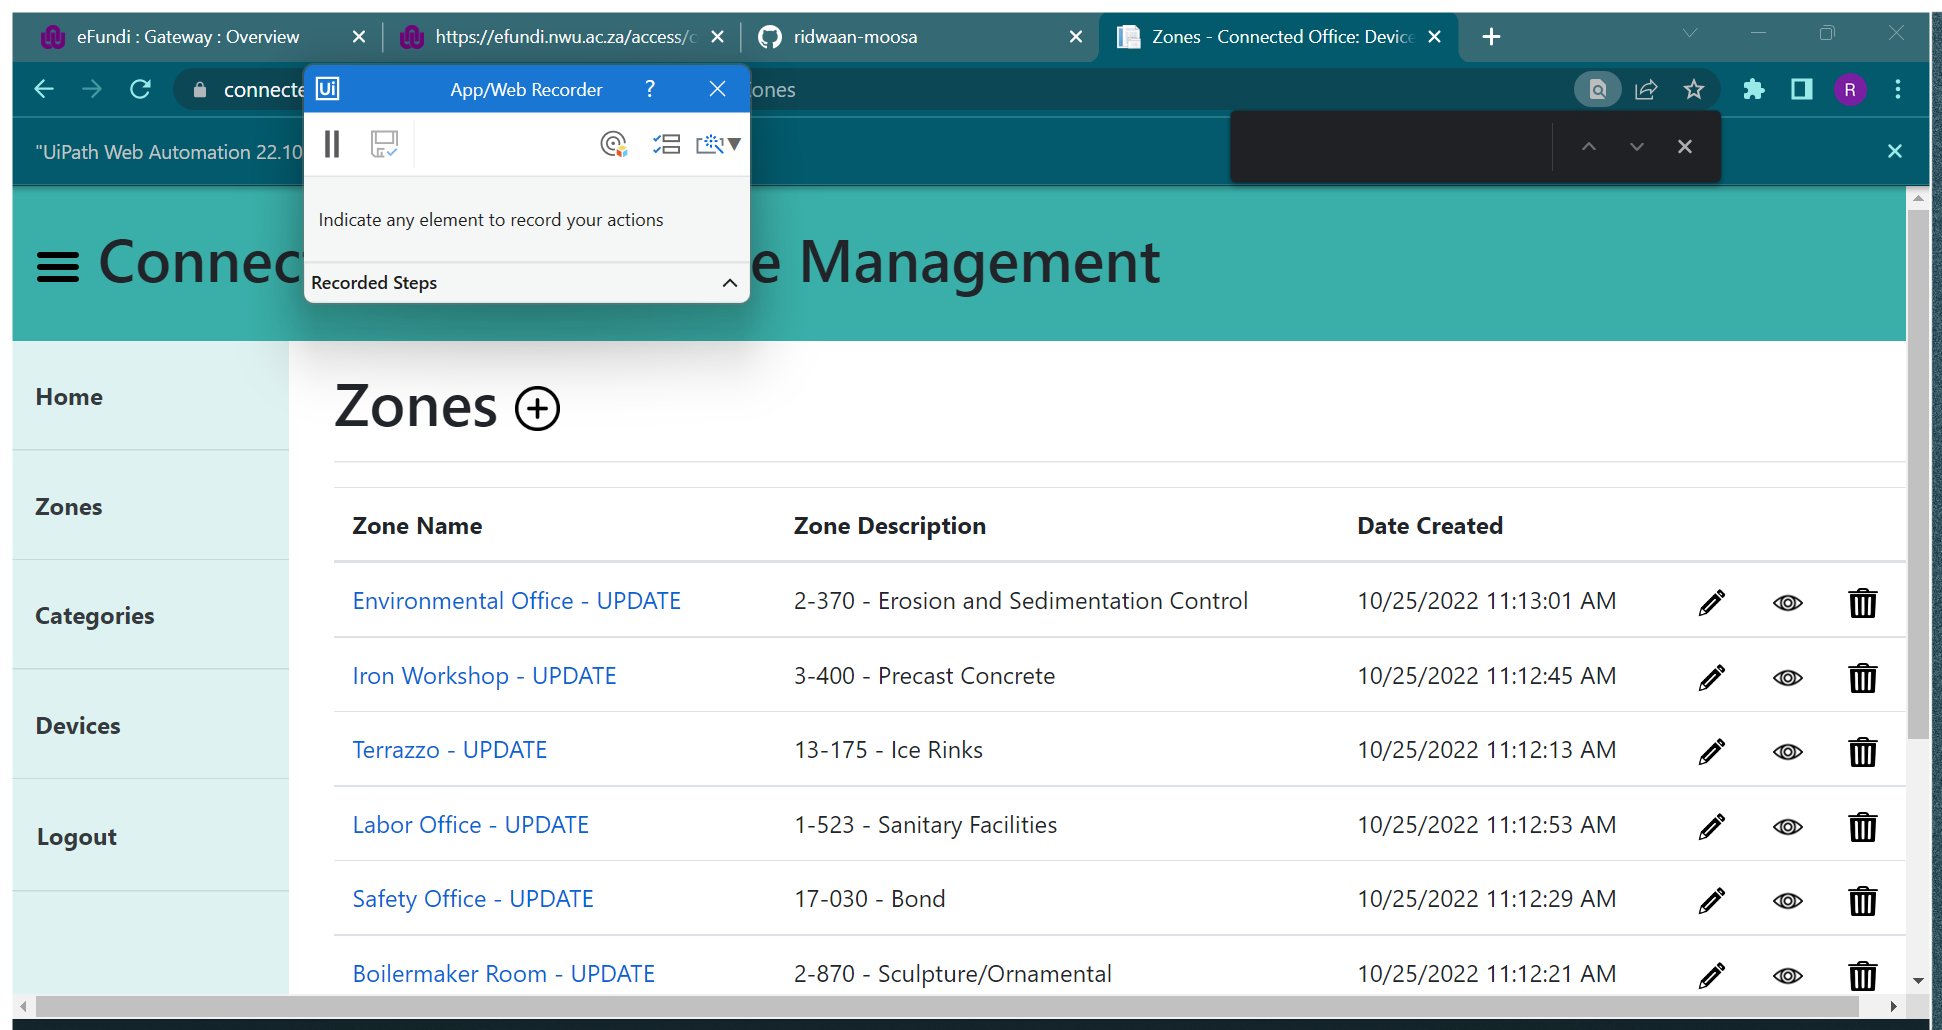 eFundi : Gateway : Overview
https://efundi.nwu.ac.za/access/c
ridwaan-moosa
Zones - Connected Office: Device
connecte
ones
R
Ui
App/Web Recorder
?
"UiPath Web Automation 22.10
Indicate any element to record your actions
Recorded Steps
Connec
e Management
Home
Zones
Categories
Devices
Logout
Zones
Zone Name Zone Description Date Created
Environmental Office - UPDATE 2-370 - Erosion and Sedimentation Control 10/25/2022 11:13:01 AM
Iron Workshop - UPDATE 3-400 - Precast Concrete 10/25/2022 11:12:45 AM
Terrazzo - UPDATE 13-175 - Ice Rinks 10/25/2022 11:12:13 AM
Labor Office - UPDATE 1-523 - Sanitary Facilities 10/25/2022 11:12:53 AM
Safety Office - UPDATE 17-030 - Bond 10/25/2022 11:12:29 AM
Boilermaker Room - UPDATE 2-870 - Sculpture/Ornamental 10/25/2022 11:12:21 AM